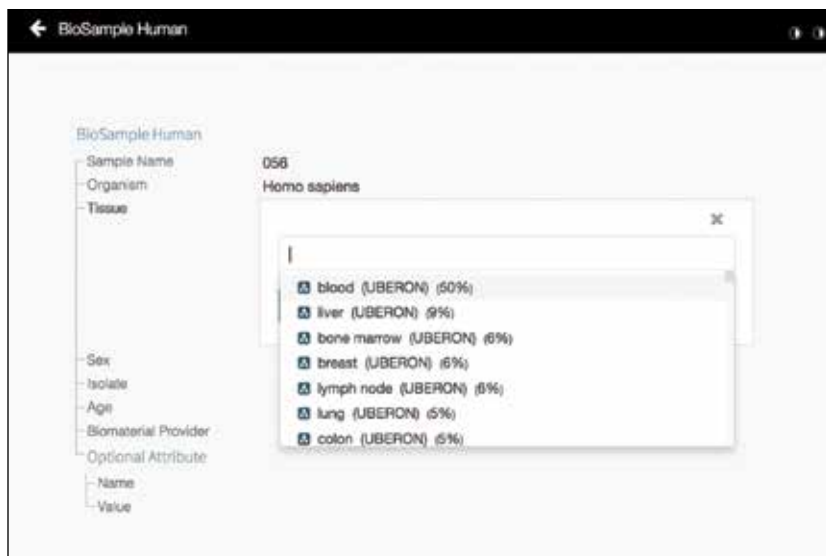 BioSample Human
BioSample Human
Sample Name 056
Organism Homo sapiens
Tissue
blood (UBERON) (50%)
liver (UBERON) (9%)
bone marrow (UBERON) (6%)
breast (UBERON) (6%)
lymph node (UBERON) (6%)
lung (UBERON) (5%)
colon (UBERON) (5%)
Sex
Isolate
Age
Biomaterial Provider
Optional Attribute
Name
Value